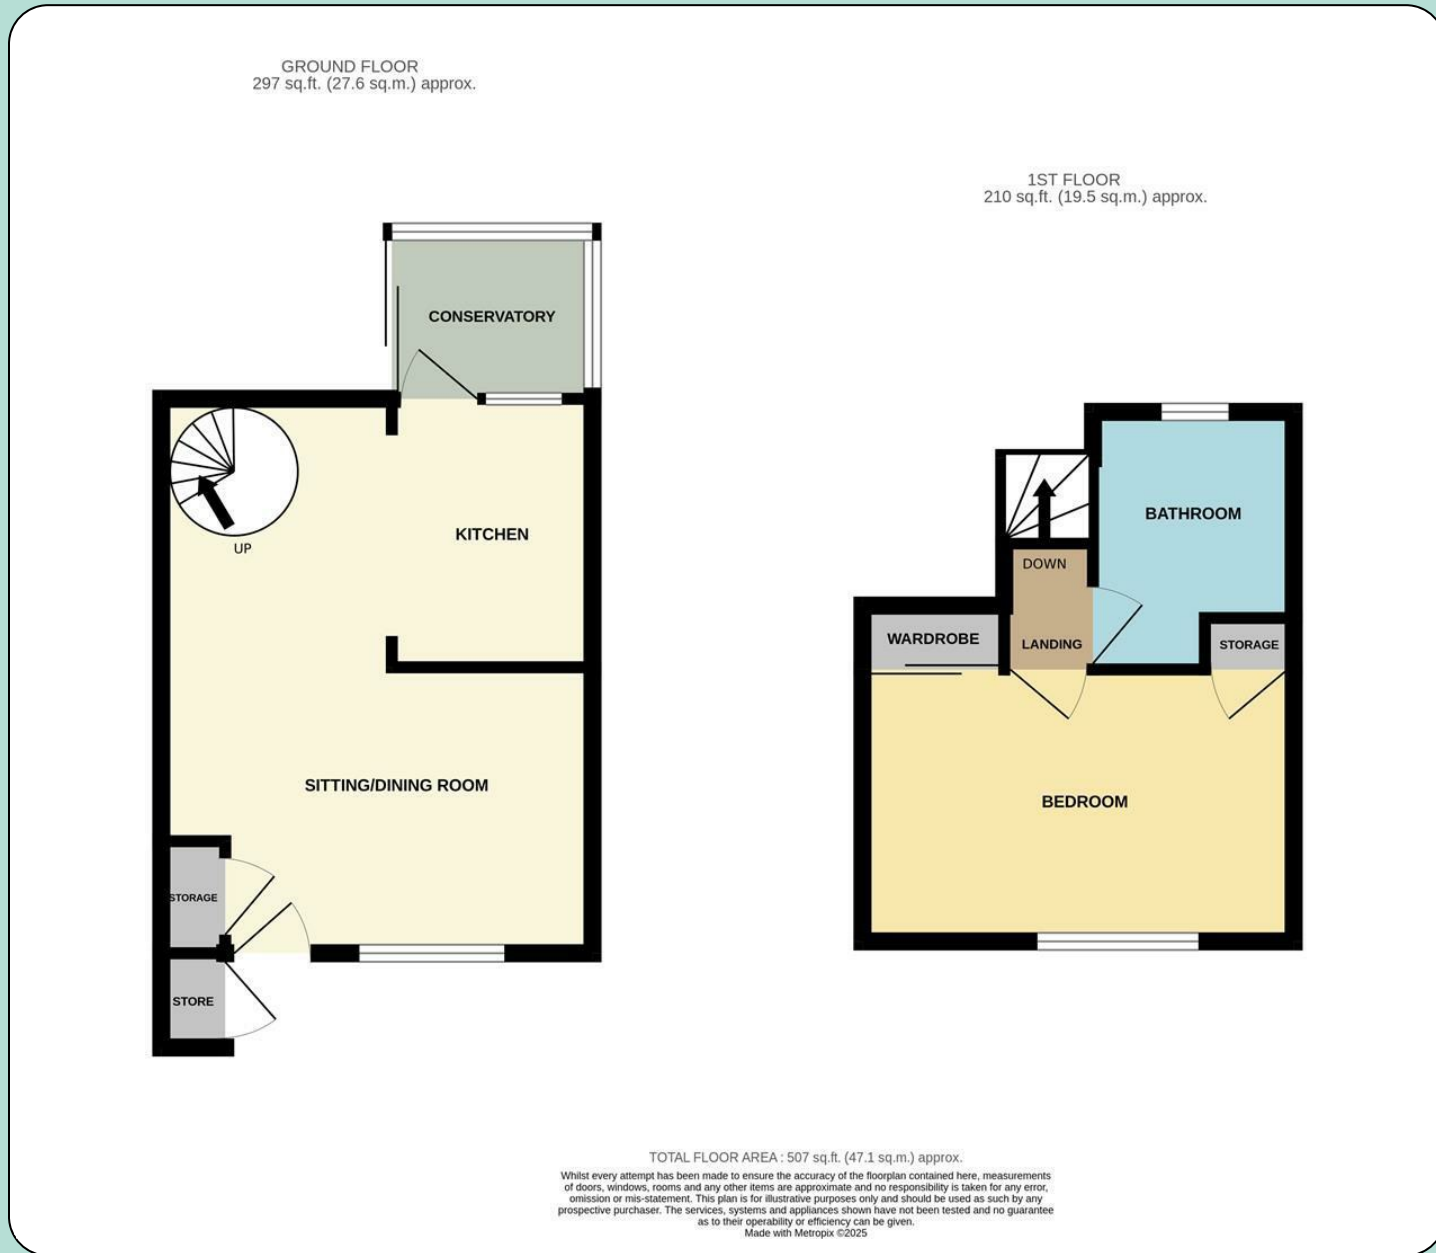 GROUND FLOOR
297 sq.ft. (27.6 sq.m.) approx.
1ST FLOOR
210 sq.ft. (19.5 sq.m.) approx.
CONSERVATORY
KITCHEN
UP
SITTING/DINING ROOM
STORAGE
STORE
BATHROOM
DOWN
WARDROBE
LANDING
STORAGE
BEDROOM
TOTAL FLOOR AREA : 507 sq.ft. (47.1 sq.m.) approx.
Whilst every attempt has been made to ensure the accuracy of the floorplan contained here, measurements
of doors, windows, rooms and any other items are approximate and no responsibility is taken for any error,
omission or mis-statement. This plan is for illustrative purposes only and should be used as such by any
prospective purchaser. The services, systems and appliances shown have not been tested and no guarantee
as to their operability or efficiency can be given.
Made with Metropix ©2025